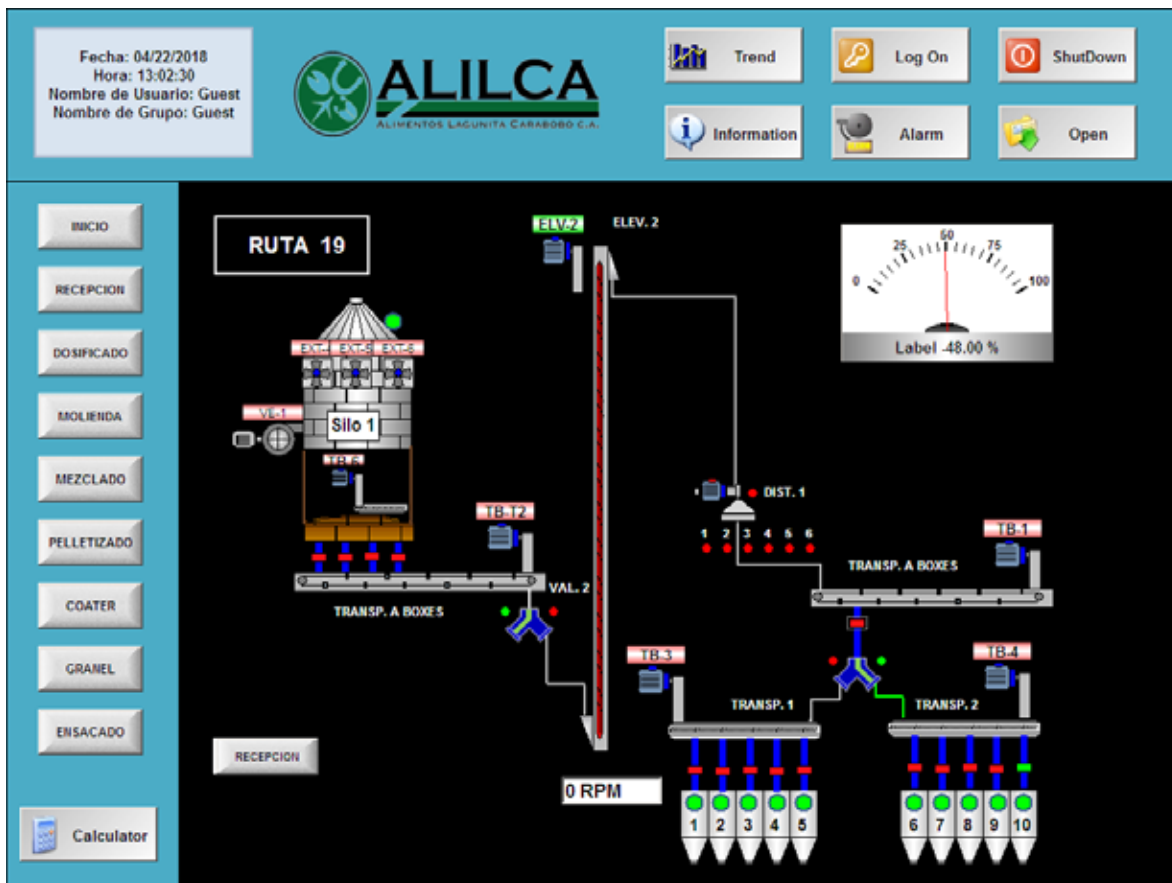 Fecha: 04/22/2018
Hora: 13:02:30
Nombre de Usuario: Guest
Nombre de Grupo: Guest
ALILCA
ALIMENTOS LAGUNITA CARABOBO C.A.
Trend
Log On
ShutDown
Information
Alarm
Open
INICIO
RECEPCION
DOSIFICADO
MOLIENDA
MEZCLADO
PELLETIZADO
COATER
GRANEL
ENSACADO
Calculator
RUTA 19
ELV-2
ELEV. 2
0
25
50
75
100
Label -48.00 %
EXT-4 EXT-5 EXT-6
VE-1
Silo 1
TB-6
TB-T2
VAL. 2
TRANSP. A BOXES
DIST. 1
1 2 3 4 5 6
TB-1
TRANSP. A BOXES
TB-3
TB-4
TRANSP. 1
TRANSP. 2
RECEPCION
0 RPM
1 2 3 4 5
6 7 8 9 10